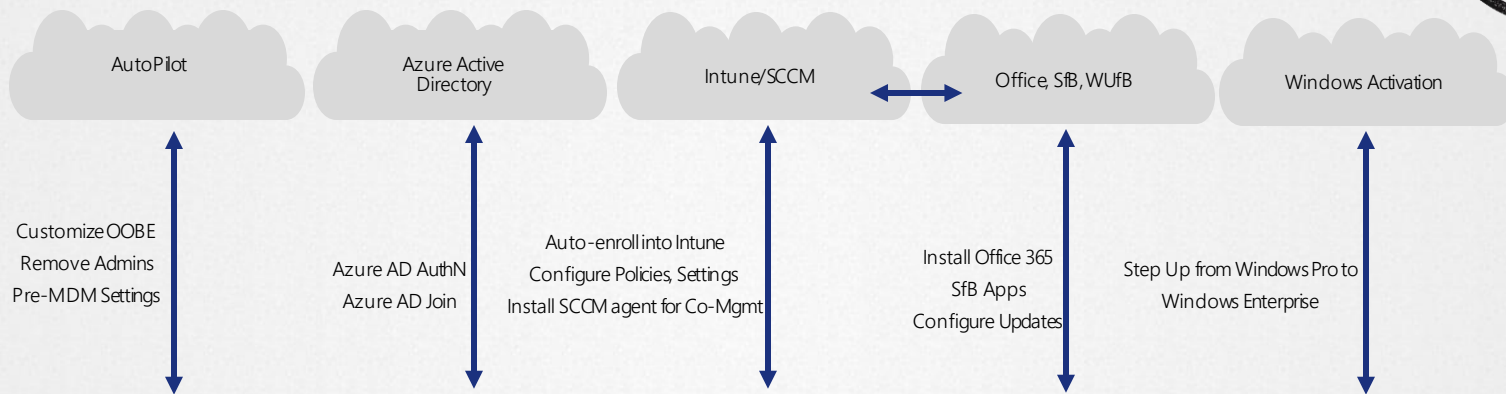 AutoPilot
Azure Active
Directory
Intune/SCCM
Office, SfB, WUfB
Windows Activation
Customize OOBE
Remove Admins
Pre-MDM Settings
Azure AD AuthN
Azure AD Join
Auto-enroll into Intune
Configure Policies, Settings
Install SCCM agent for Co-Mgmt
Install Office 365
SfB Apps
Configure Updates
Step Up from Windows Pro to
Windows Enterprise